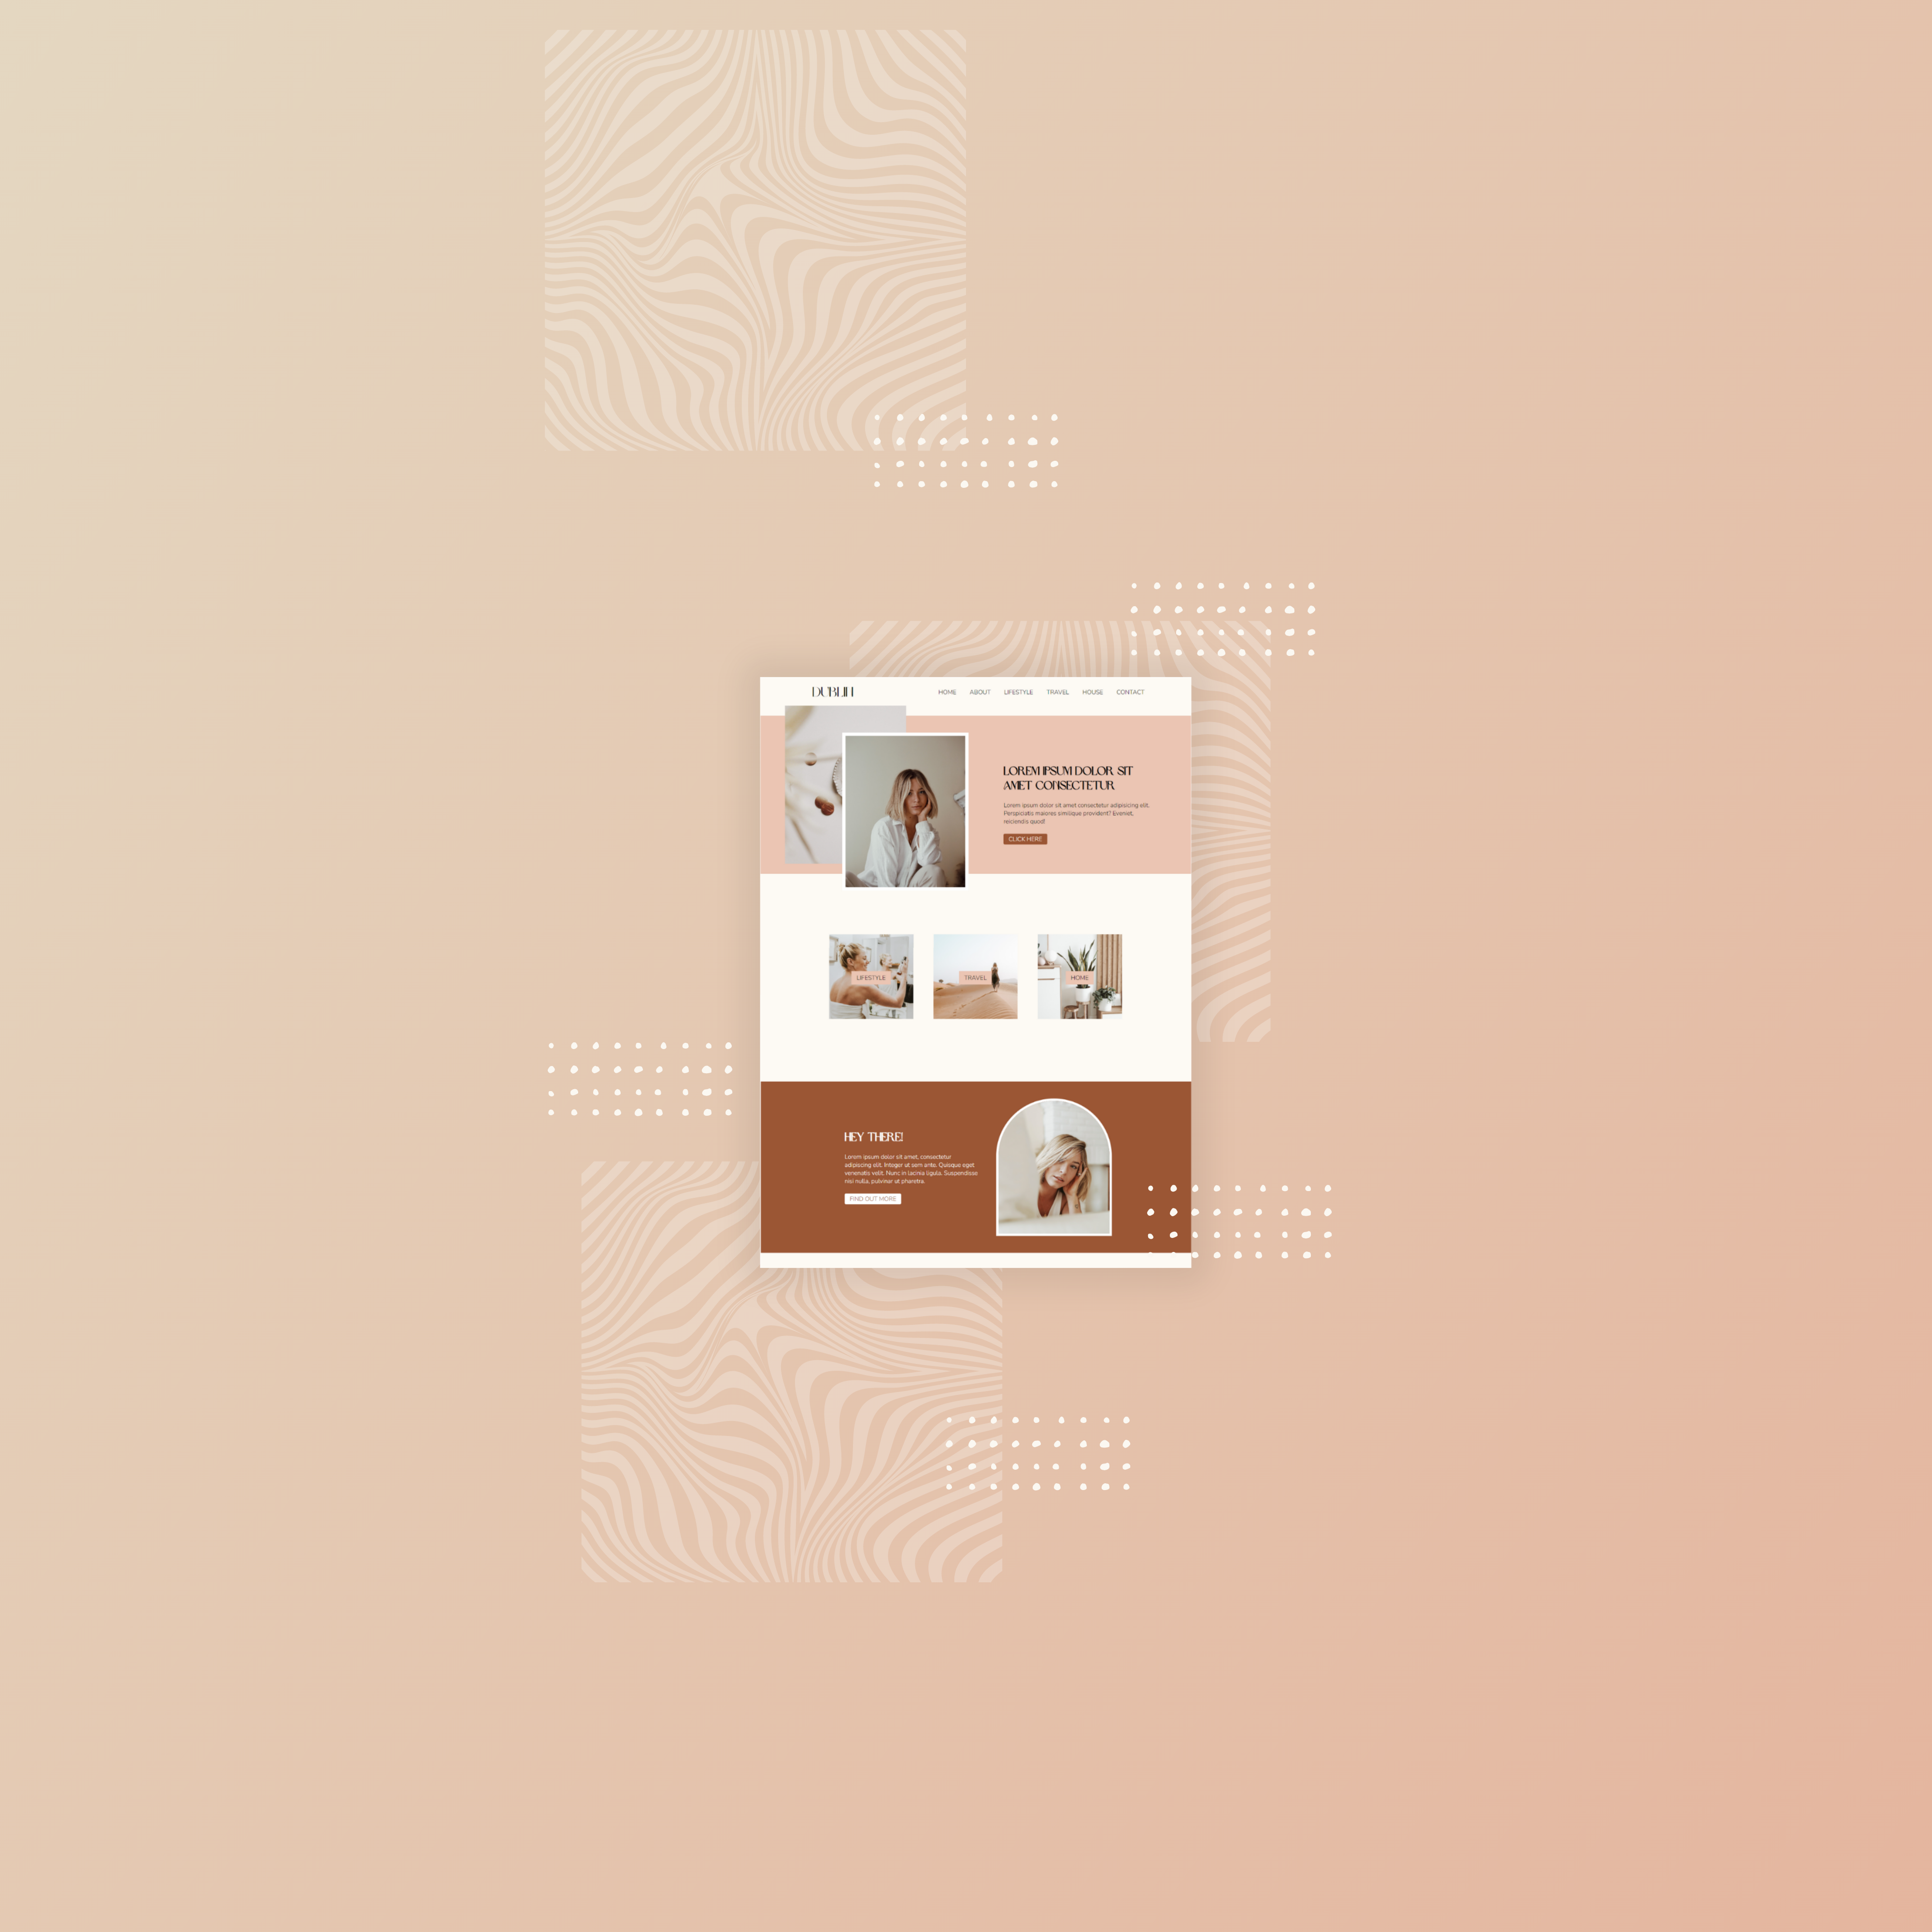 DUBLIN
HOME ABOUT LIFESTYLE TRAVEL HOUSE CONTACT
LOREM IPSUM DOLOR SIT
AMET CONSECTETUR
Lorem ipsum dolor sit amet consectetur adipisicing elit.
Perspiciatis maiores similique provident? Eveniet,
reiciendis quod!
CLICK HERE
LIFESTYLE
TRAVEL
HOME
HEY THERE!
Lorem ipsum dolor sit amet, consectetur
adipiscing elit. Integer ut sem ante. Quisque eget
venenatis velit. Nunc in lacinia ligula. Suspendisse
nisi nulla, pulvinar ut pharetra.
FIND OUT MORE